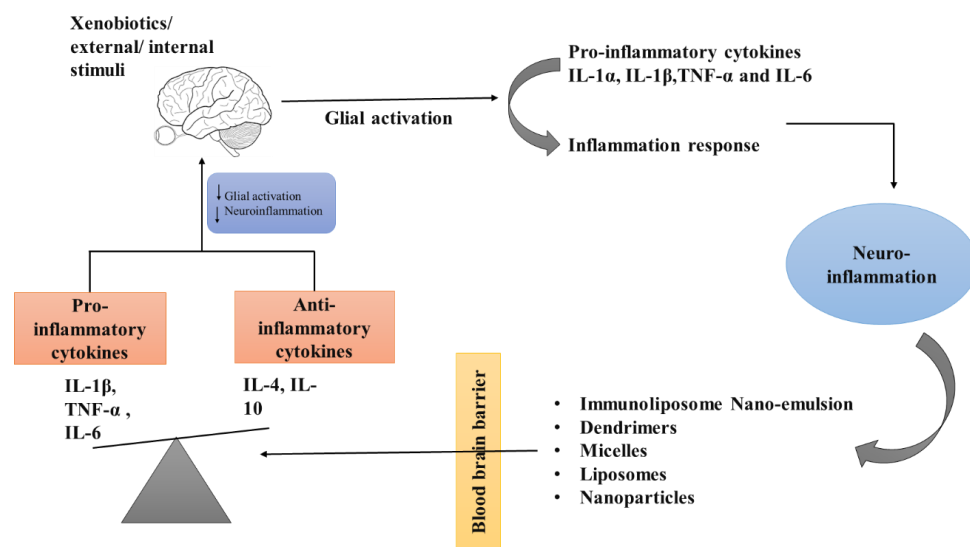 Xenobiotics/
external/ internal
stimuli
Glial activation
Pro-inflammatory cytokines
IL-1α, IL-1β,TNF-α and IL-6
Inflammation response
↓ Glial activation
↓ Neuroinflammation
Neuro-
inflammation
Pro-
inflammatory
cytokines
Anti-
inflammatory
cytokines
IL-1β,
TNF-α ,
IL-6
IL-4, IL-
10
Blood brain barrier
• Immunoliposome Nano-emulsion
• Dendrimers
• Micelles
• Liposomes
• Nanoparticles